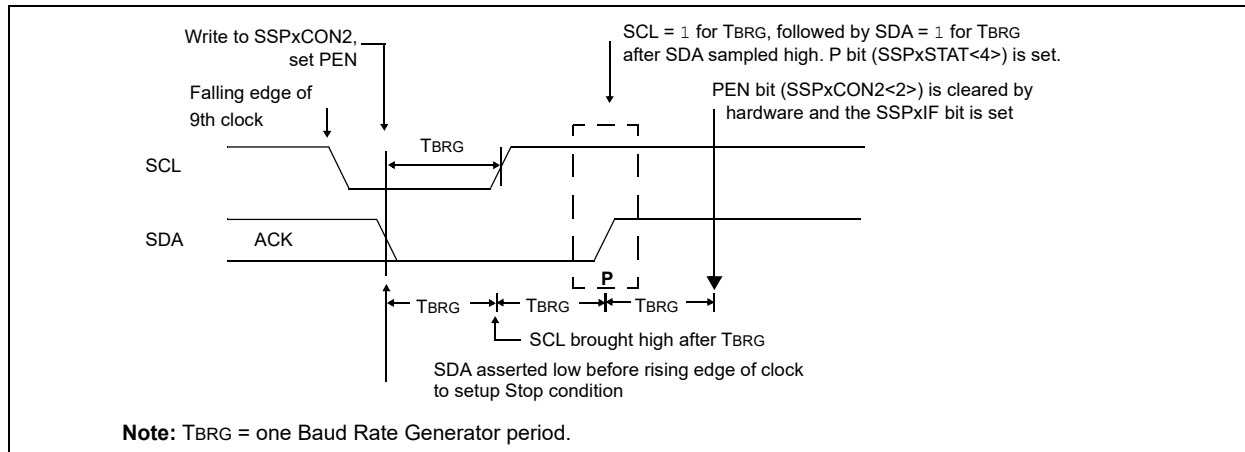 Write to SSPxCON2,
set PEN
SCL = 1 for TBRG, followed by SDA = 1 for TBRG
after SDA sampled high. P bit (SSPxSTAT<4>) is set.
Falling edge of
9th clock
PEN bit (SSPxCON2<2>) is cleared by
hardware and the SSPxIF bit is set
TBRG
SCL
SDA
ACK
P
TBRG
TBRG
TBRG
SCL brought high after TBRG
SDA asserted low before rising edge of clock
to setup Stop condition
Note: TBRG = one Baud Rate Generator period.